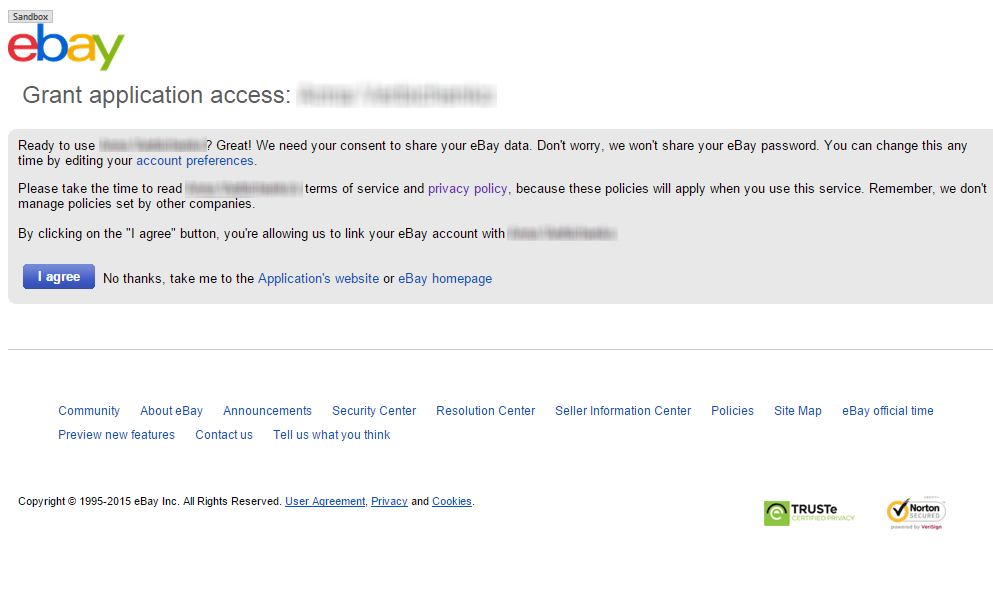 Sandbox
ebay
Grant application access:
Ready to use ? Great! We need your consent to share your eBay data. Don't worry, we won't share your eBay password. You can change this any
time by editing your account preferences.
Please take the time to read terms of service and privacy policy, because these policies will apply when you use this service. Remember, we don't
manage policies set by other companies.
By clicking on the "I agree" button, you're allowing us to link your eBay account with
I agree No thanks, take me to the Application's website or eBay homepage
Community About eBay Announcements Security Center Resolution Center Seller Information Center Policies Site Map eBay official time
Preview new features Contact us Tell us what you think
Copyright © 1995-2015 eBay Inc. All Rights Reserved. User Agreement, Privacy and Cookies.
TRUSTe
CERTIFIED PRIVACY
Norton
SECURED
powered by VeriSign